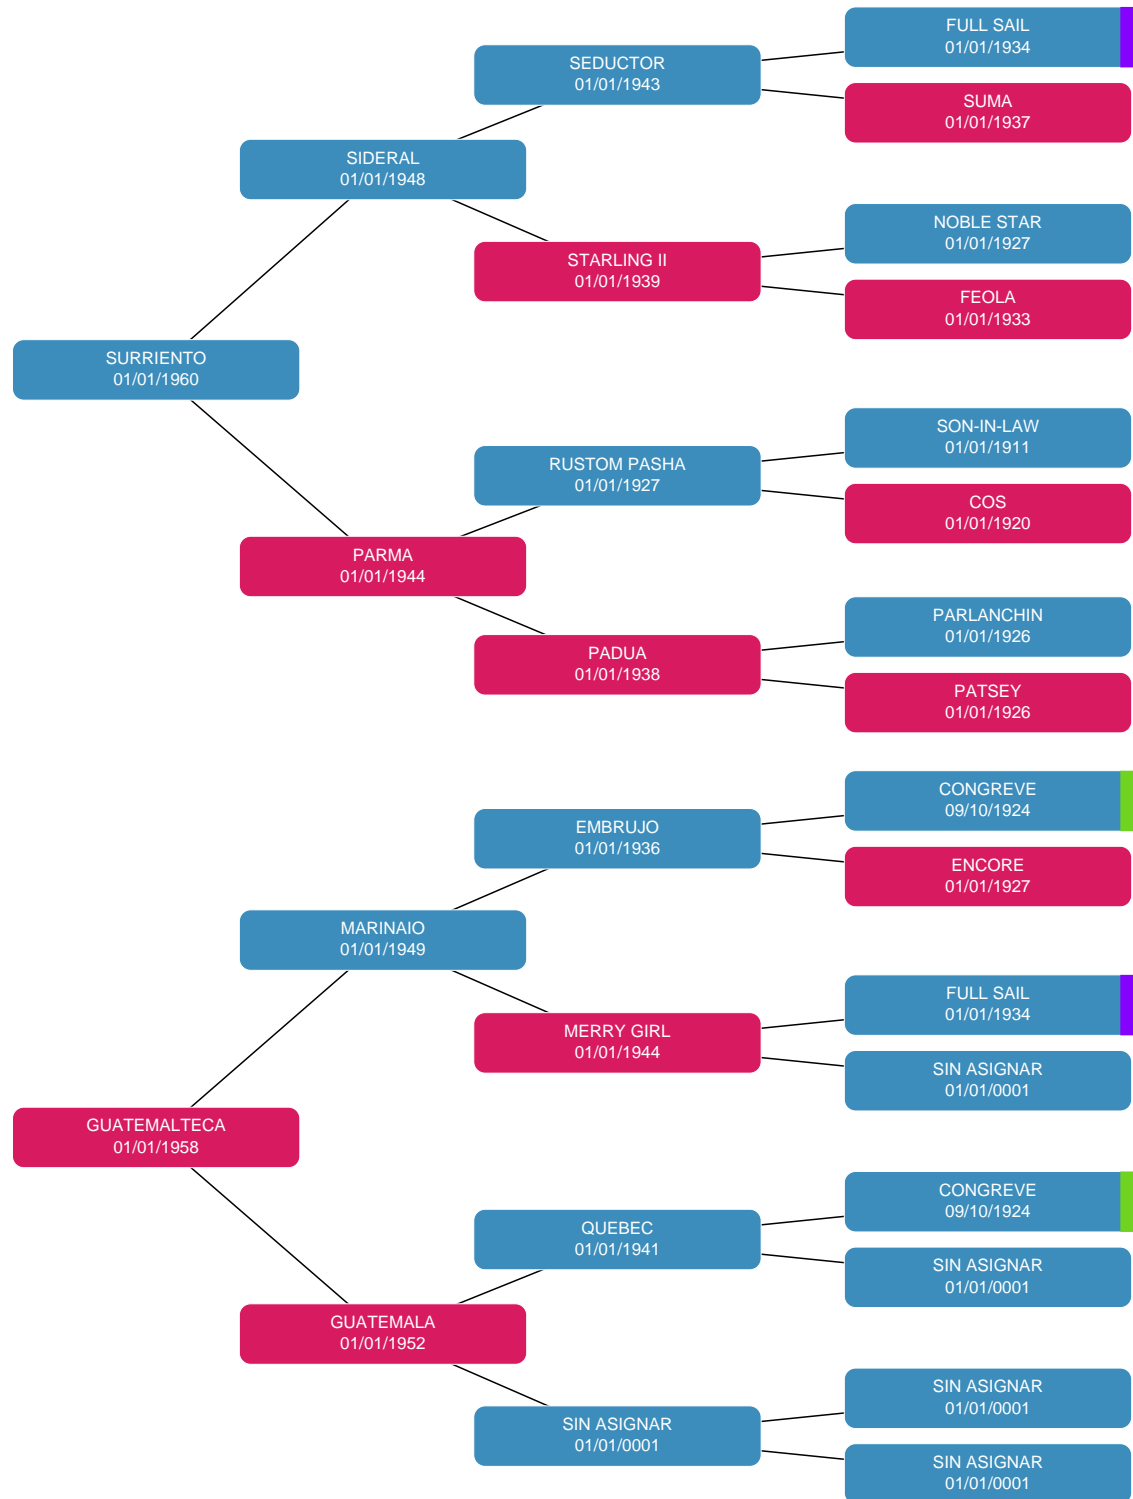 FULL SAIL
01/01/1934
SEDUCTOR
01/01/1943
SUMA
01/01/1937
SIDERAL
01/01/1948
NOBLE STAR
01/01/1927
STARLING II
01/01/1939
FEOLA
01/01/1933
SURRIENTO
01/01/1960
SON-IN-LAW
01/01/1911
RUSTOM PASHA
01/01/1927
COS
01/01/1920
PARMA
01/01/1944
PARLANCHIN
01/01/1926
PADUA
01/01/1938
PATSEY
01/01/1926
CONGREVE
09/10/1924
EMBRUJO
01/01/1936
ENCORE
01/01/1927
MARINAIO
01/01/1949
FULL SAIL
01/01/1934
MERRY GIRL
01/01/1944
SIN ASIGNAR
01/01/0001
GUATEMALTECA
01/01/1958
CONGREVE
09/10/1924
QUEBEC
01/01/1941
SIN ASIGNAR
01/01/0001
GUATEMALA
01/01/1952
SIN ASIGNAR
01/01/0001
SIN ASIGNAR
01/01/0001
SIN ASIGNAR
01/01/0001